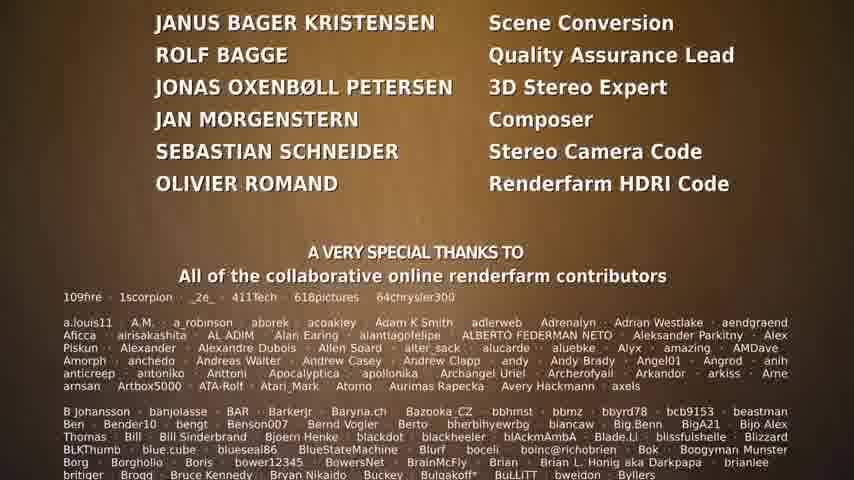 JANUS BAGER KRISTENSEN Scene Conversion
ROLF BAGGE Quality Assurance Lead
JONAS OXENBØLL PETERSEN 3D Stereo Expert
JAN MORGENSTERN Composer
SEBASTIAN SCHNEIDER Stereo Camera Code
OLIVIER ROMAND Renderfarm HDRI Code
A VERY SPECIAL THANKS TO
All of the collaborative online renderfarm contributors
109fire · 1scorpion · _2e_ · 411Tech · 618pictures 64chrysler300
a.louis11 · A.M. · a_robinson aborek · acoakley Adam K Smith adlerweb Adrenalyn · Adrian Westlake · aendgraend
Aficca airisakashita · AL ADIM Alan Earing · aliantiagofelipe ALBERTO FEDERMAN NETO · Aleksander Parkitny · Alex
Piskun · Alexander · Alexandre Dubois · Allen Soard · alter_sack · alucarde · aluebke · Alyx · amazing · AMDave
Amorph · anchedo · Andreas Walter · Andrew Casey · Andrew Clapp · andy · Andy Brady · Angel01 · Angrod · anih
anticreep · antoniko · Anttoni · Apocalyptica · apollonika Archangel Uriel · Archerofail · Arkandor · arkiss · Arne
arnsan Artbox5000 · ATA-Rolf · Atari_Mark Atomo Aurimas Rapecka Avery Hackmann · axels
B Johansson · banjolasse · BAR · BarkerJr · Baryna.ch Bazooka_CZ · bbhmst · bbmz · bbyrd78 · bcb9153 · beastman
Ben · Bender10 · bengt · Benson007 Bernd Vogler · Berto bherbihyewrbg · biancaw · Big.Benn BigA21 · Bijo Alex
Thomas · Bill · Bill Sinderbrand · Bjoern Henke · blackdot · blackheeler · blAckmAmbA · Blade.Li · blissfulshelle · Blizzard
BLKThumb · blue.cube · blueseal86 BlueStateMachine · Blurf boceli · boinc@richobrien · Bok · Boogyman Munster
Borg · Borgholio · Boris · bower12345 · BowersNet · BrainMcFly · Brian · Brian L. Honig aka Darkpapa · brianlee
britiger · Brogg · Bruce Kennedy · Bryan Nikaido · Buckey · Bulgakoff* · BuLLiTT · bweidon · Byllers